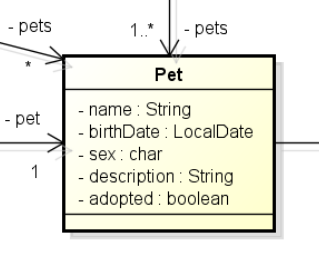 - pets
1..*
- pets
*
Pet
- name : String
- birthDate : LocalDate
- pet
- sex : char
- description : String
1
- adopted : boolean